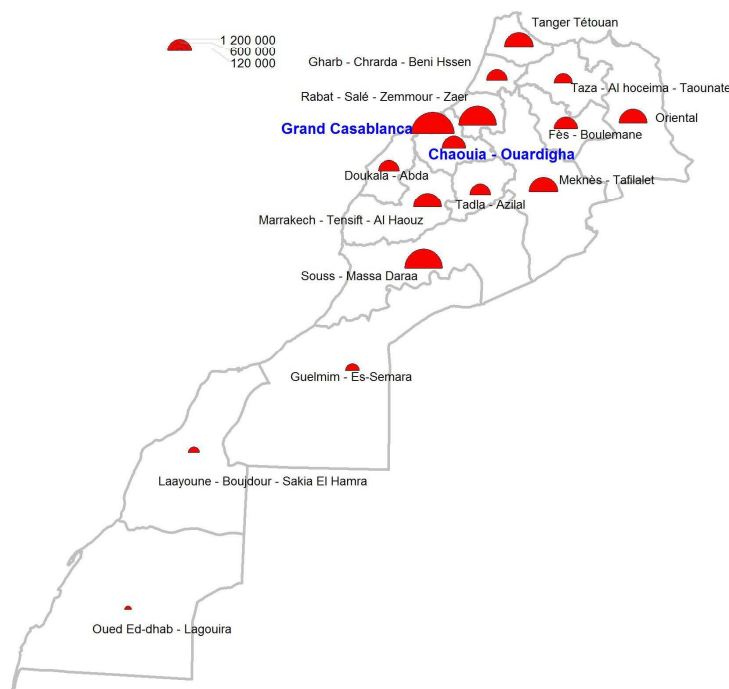 Tanger Tétouan
1 200 000
600 000
120 000
Gharb - Chrarda - Beni Hssen
Taza - Al hoceima - Taounate
Rabat - Salé - Zemmour - Zaer
Oriental
Grand Casablanca
Fès - Boulemane
Chaouia - Ouardigha
Doukala - Abda
Meknès - Tafilalet
Tadla - Azilal
Marrakech - Tensift - Al Haouz
Souss - Massa Daraa
Guelmim - Es-Semara
Laayoune - Boujdour - Sakia El Hamra
Oued Ed-dhab - Lagouira